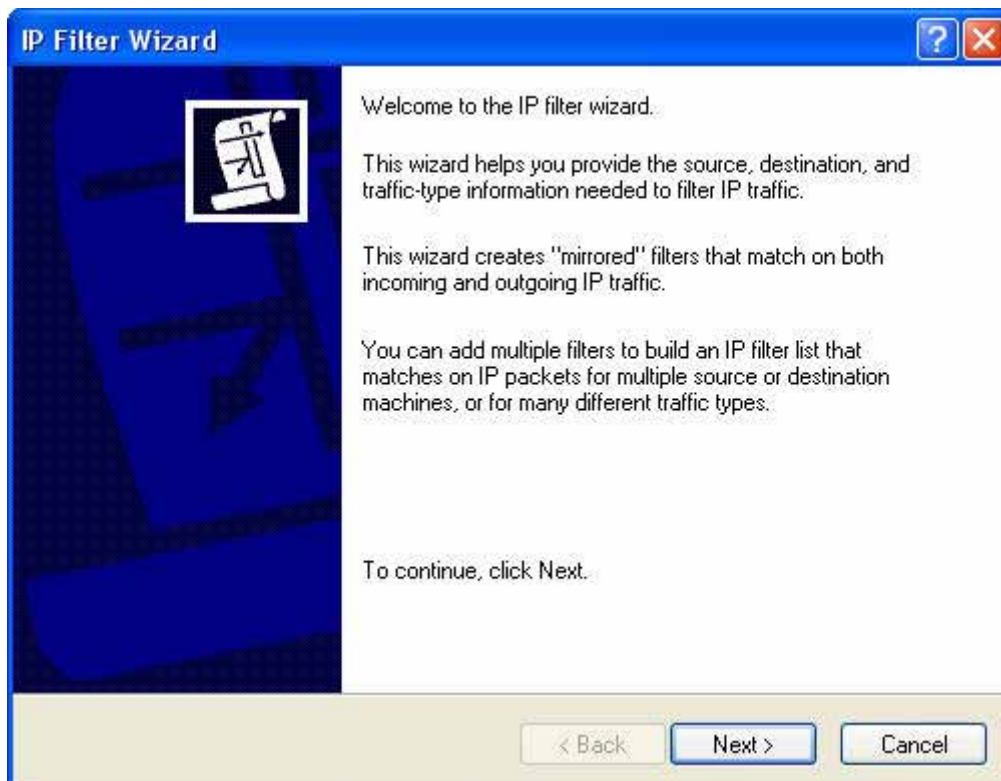 IP Filter Wizard
Welcome to the IP filter wizard.
This wizard helps you provide the source, destination, and
traffic-type information needed to filter IP traffic.
This wizard creates "mirrored" filters that match on both
incoming and outgoing IP traffic.
You can add multiple filters to build an IP filter list that
matches on IP packets for multiple source or destination
machines, or for many different traffic types.
To continue, click Next.
< Back
Next >
Cancel